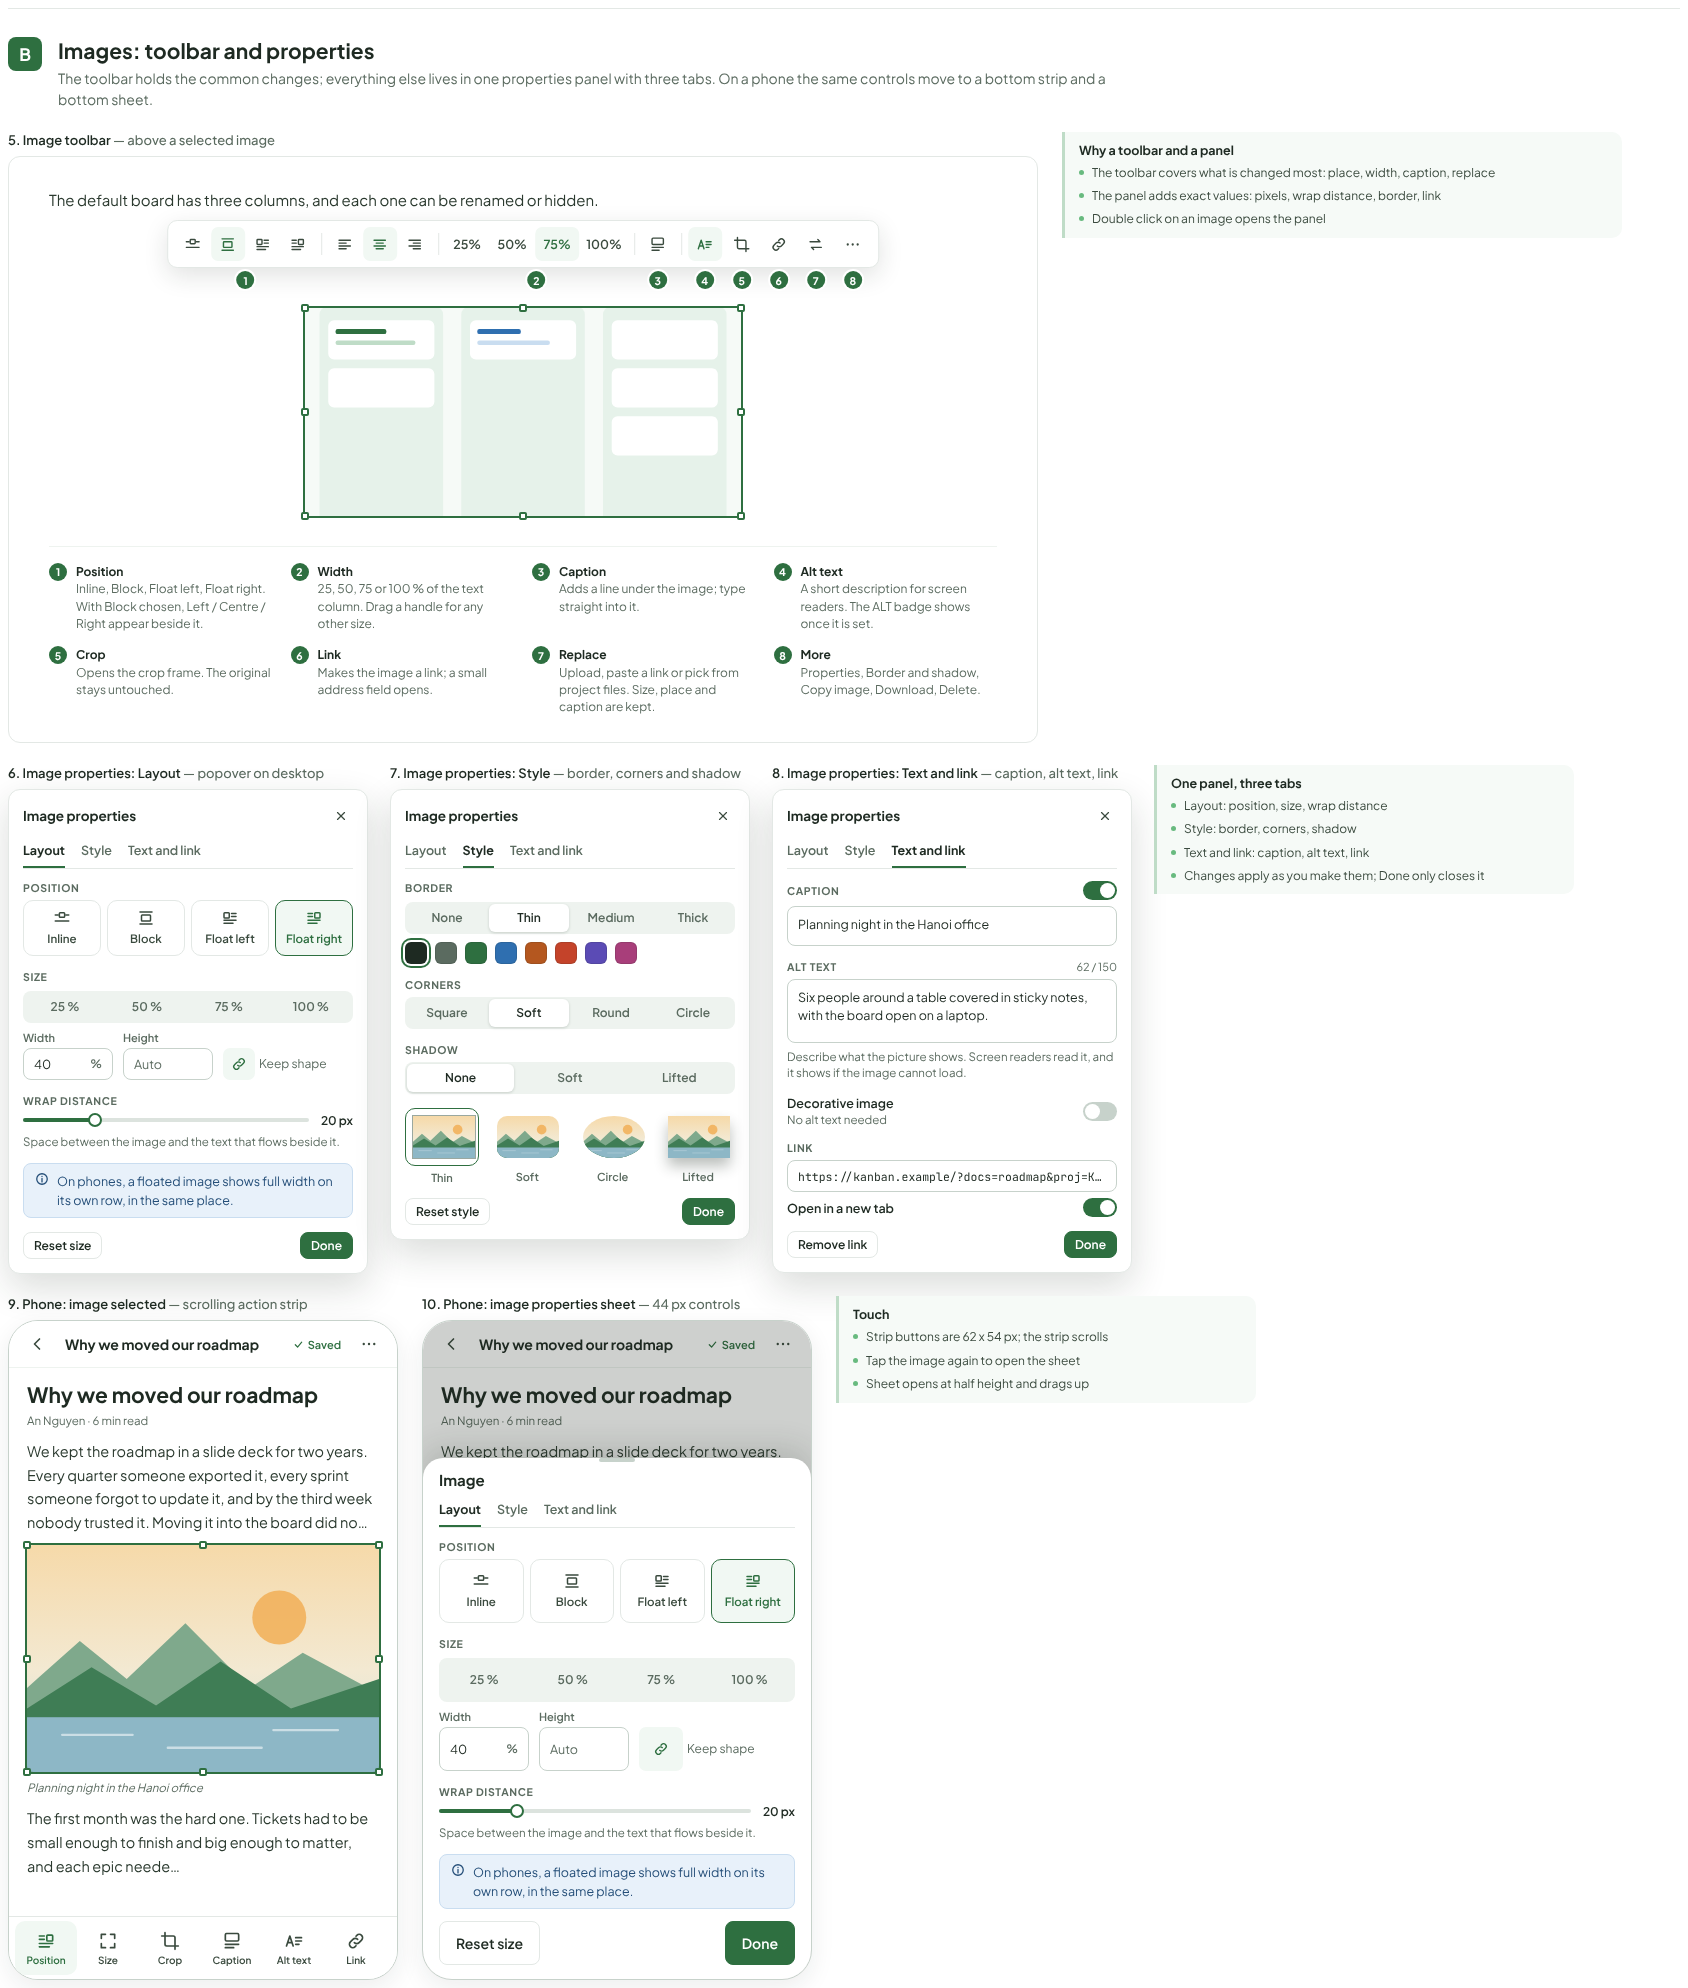 B
Images: toolbar and properties
The toolbar holds the common changes; everything else lives in one properties panel with three tabs. On a phone the same controls move to a bottom strip and a
bottom sheet.
5. Image toolbar — above a selected image
The default board has three columns, and each one can be renamed or hidden.
25% 50% 75% 100% A
1 2 3 4 5 6 7 8
1 Position
Inline, Block, Float left, Float right.
With Block chosen, Left / Centre /
Right appear beside it.
2 Width
25, 50, 75 or 100 % of the text
column. Drag a handle for any
other size.
3 Caption
Adds a line under the image; type
straight into it.
4 Alt text
A short description for screen
readers. The ALT badge shows
once it is set.
5 Crop
Opens the crop frame. The original
stays untouched.
6 Link
Makes the image a link; a small
address field opens.
7 Replace
Upload, paste a link or pick from
project files. Size, place and
caption are kept.
8 More
Properties, Border and shadow,
Copy image, Download, Delete.
Why a toolbar and a panel
The toolbar covers what is changed most: place, width, caption, replace
The panel adds exact values: pixels, wrap distance, border, link
Double click on an image opens the panel
6. Image properties: Layout — popover on desktop
Image properties
Layout Style Text and link
POSITION
Inline Block Float left Float right
SIZE
25 % 50 % 75 % 100 %
Width Height
40 % Auto Keep shape
WRAP DISTANCE
20 px
Space between the image and the text that flows beside it.
On phones, a floated image shows full width on
its own row, in the same place.
Reset size Done
7. Image properties: Style — border, corners and shadow
Image properties
Layout Style Text and link
BORDER
None Thin Medium Thick
CORNERS
Square Soft Round Circle
SHADOW
None Soft Lifted
Thin Soft Circle Lifted
Reset style Done
8. Image properties: Text and link — caption, alt text, link
Image properties
Layout Style Text and link
CAPTION
Planning night in the Hanoi office
ALT TEXT 62 / 150
Six people around a table covered in sticky notes,
with the board open on a laptop.
Describe what the picture shows. Screen readers read it, and
it shows if the image cannot load.
Decorative image
No alt text needed
LINK
https://kanban.example/?docs=roadmap&proj=K…
Open in a new tab
Remove link Done
One panel, three tabs
Layout: position, size, wrap distance
Style: border, corners, shadow
Text and link: caption, alt text, link
Changes apply as you make them; Done only closes it
9. Phone: image selected — scrolling action strip
Why we moved our roadmap Saved
Why we moved our roadmap
An Nguyen · 6 min read
We kept the roadmap in a slide deck for two years.
Every quarter someone exported it, every sprint
someone forgot to update it, and by the third week
nobody trusted it. Moving it into the board did no…
Planning night in the Hanoi office
The first month was the hard one. Tickets had to be
small enough to finish and big enough to matter,
and each epic neede…
Position Size Crop Caption Alt text Link
10. Phone: image properties sheet — 44 px controls
Why we moved our roadmap Saved
Why we moved our roadmap
An Nguyen · 6 min read
We kept the roadmap in a slide deck for two years.
Image
Layout Style Text and link
POSITION
Inline Block Float left Float right
SIZE
25 % 50 % 75 % 100 %
Width Height
40 % Auto Keep shape
WRAP DISTANCE
20 px
Space between the image and the text that flows beside it.
On phones, a floated image shows full width on its
own row, in the same place.
Reset size Done
Touch
Strip buttons are 62 x 54 px; the strip scrolls
Tap the image again to open the sheet
Sheet opens at half height and drags up